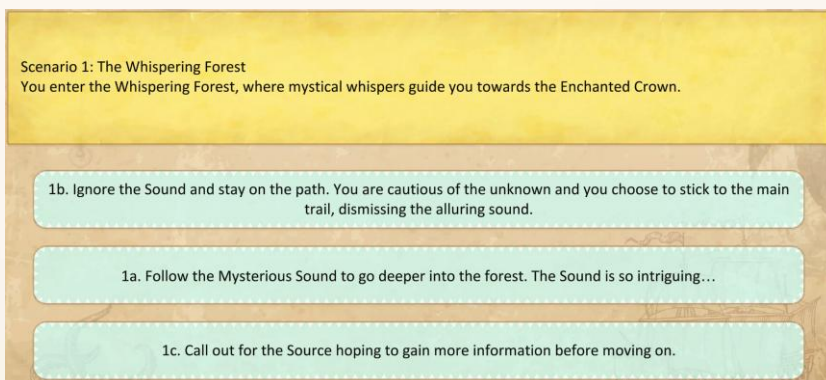 Scenario 1: The Whispering Forest
You enter the Whispering Forest, where mystical whispers guide you towards the Enchanted Crown.
1b. Ignore the Sound and stay on the path. You are cautious of the unknown and you choose to stick to the main
trail, dismissing the alluring sound.
1a. Follow the Mysterious Sound to go deeper into the forest. The Sound is so intriguing…
1c. Call out for the Source hoping to gain more information before moving on.